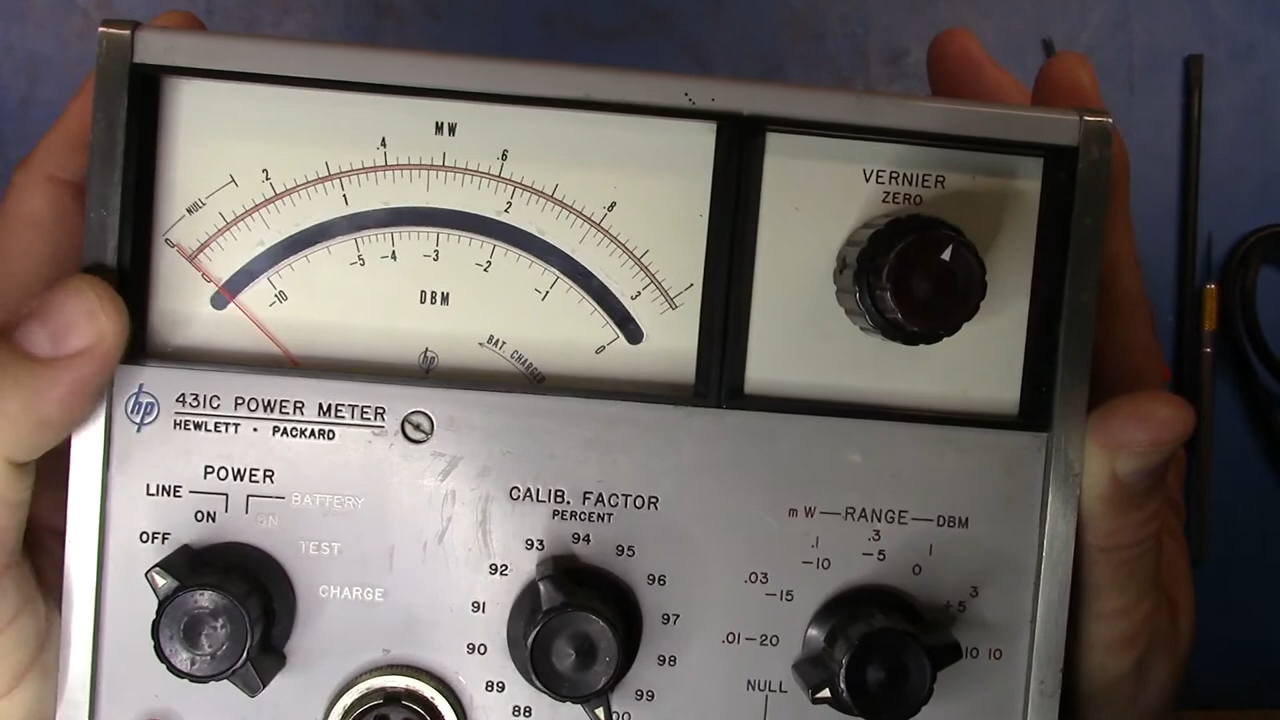 MW
.4
.6
.2
.8
NULL
0
1
1
2
3
0
-10
-5
-4
-3
-2
-1
0
DBM
hp
BAT. CHARGED
VERNIER
ZERO
hp
431C POWER METER
HEWLETT • PACKARD
POWER
LINE
BATTERY
ON
ON
OFF
TEST
CHARGE
CALIB. FACTOR
PERCENT
93
94
95
92
96
91
97
90
98
89
99
88
mW—RANGE—DBM
.1
-10
.3
-5
1
0
.03
-15
3
+5
.01-20
10 10
NULL